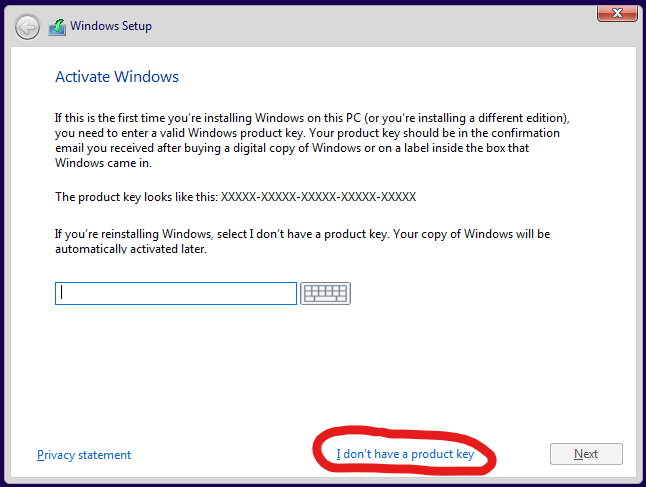 Windows Setup
Activate Windows
If this is the first time you're installing Windows on this PC (or you're installing a different edition),
you need to enter a valid Windows product key. Your product key should be in the confirmation
email you received after buying a digital copy of Windows or on a label inside the box that
Windows came in.
The product key looks like this: XXXXX-XXXXX-XXXXX-XXXXX-XXXXX
If you're reinstalling Windows, select I don't have a product key. Your copy of Windows will be
automatically activated later.
Privacy statement
I don't have a product key
Next